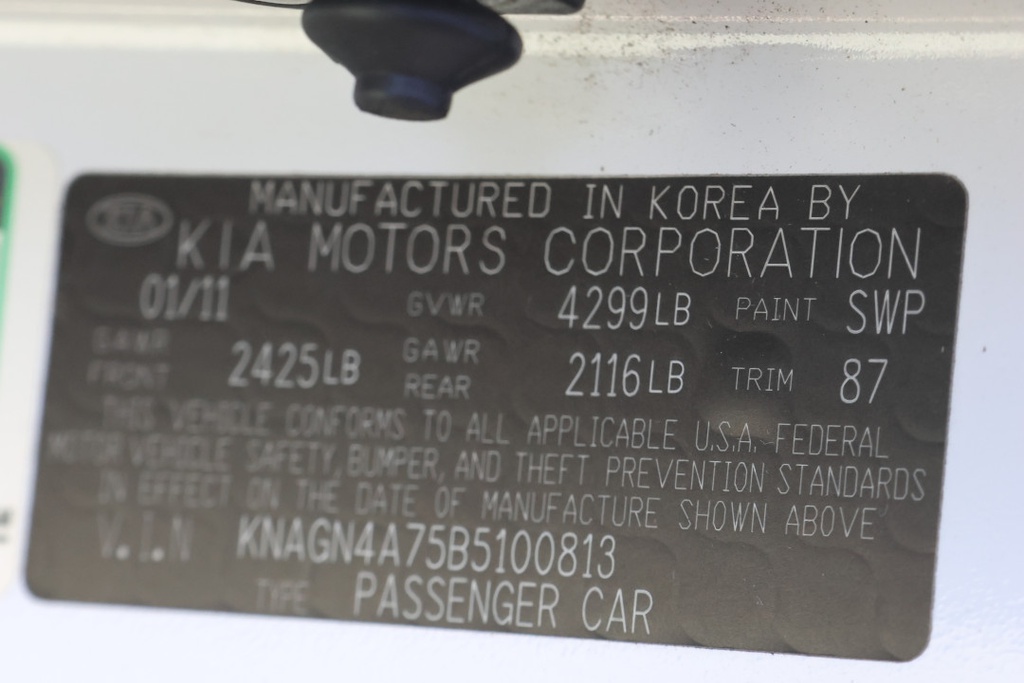 KIA
MANUFACTURED IN KOREA BY
KIA MOTORS CORPORATION
01/11 GVWR 4299LB PAINT SWP
GAWR FRONT 2425LB GAWR REAR 2116LB TRIM 87
THIS VEHICLE CONFORMS TO ALL APPLICABLE U.S.A. FEDERAL
MOTOR VEHICLE SAFETY, BUMPER, AND THEFT PREVENTION STANDARDS
IN EFFECT ON THE DATE OF MANUFACTURE SHOWN ABOVE
V.I.N KNAGN4A75B5100813
TYPE PASSENGER CAR